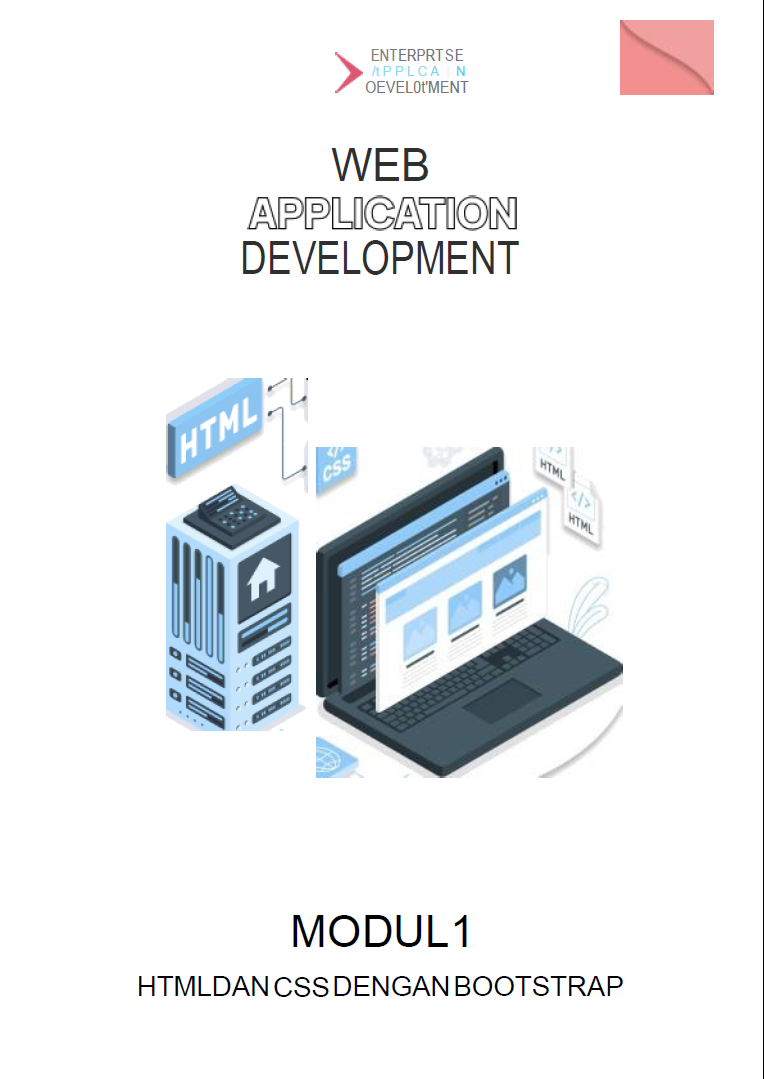 ENTERPRTSE
/tPPLCA N
OEVEL0t'MENT
WEB
APPLICATION
DEVELOPMENT
HTML
CSS
HTML
HTML
MODUL1
HTMLDAN CSS DENGAN BOOTSTRAP